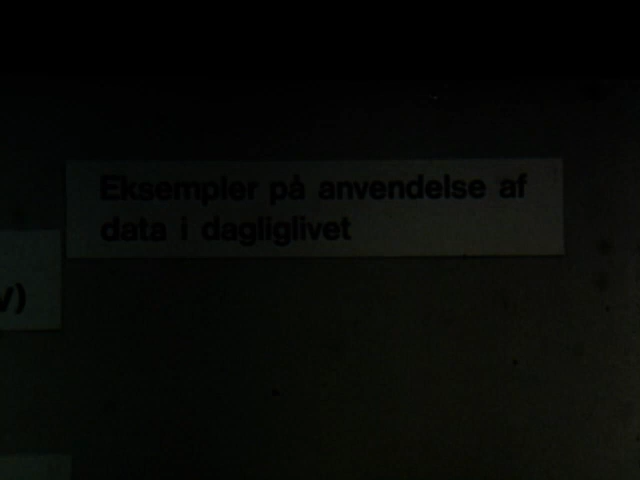 Eksempler på anvendelse af
data i dagliglivet
v)